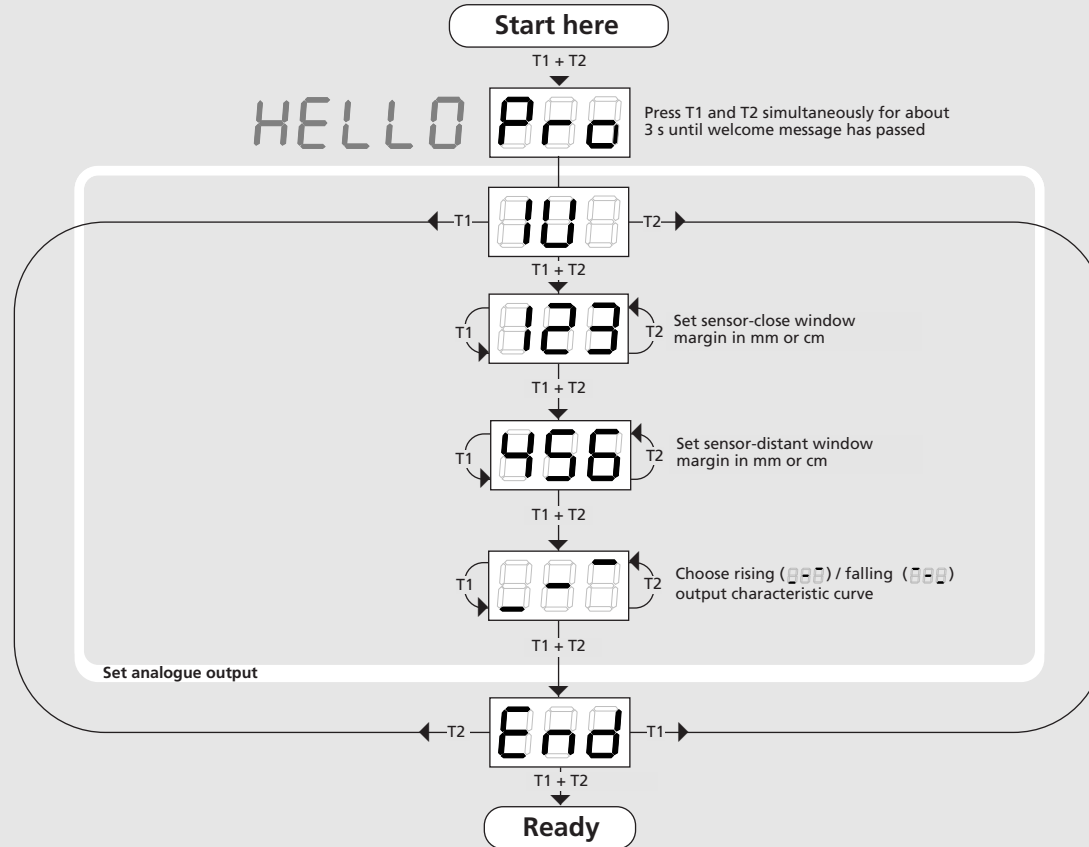 Start here
T1 + T2
HELLO Pro
Press T1 and T2 simultaneously for about
3 s until welcome message has passed
T1 IU T2
T1 + T2
T1 123 T2
Set sensor-close window
margin in mm or cm
T1 + T2
T1 456 T2
Set sensor-distant window
margin in mm or cm
T1 + T2
T1 _-¯ T2
Choose rising (_-¯) / falling (¯-_)
output characteristic curve
T1 + T2
Set analogue output
T2 End T1
T1 + T2
Ready